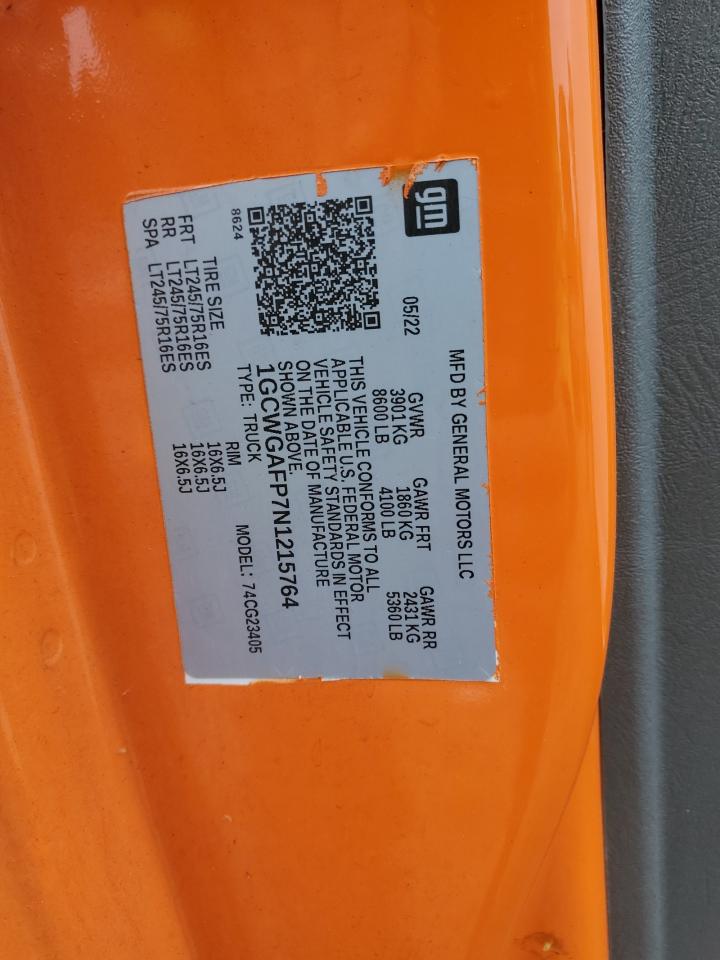 gm
MFD BY GENERAL MOTORS LLC
05/22
GVWR GAWR FRT GAWR RR
3901 KG 1860 KG 2431 KG
8600 LB 4100 LB 5360 LB
THIS VEHICLE CONFORMS TO ALL
APPLICABLE U.S. FEDERAL MOTOR
VEHICLE SAFETY STANDARDS IN EFFECT
ON THE DATE OF MANUFACTURE
SHOWN ABOVE.
1GCWGAFP7N1215764
8624 TYPE: TRUCK MODEL: 74CG23405
TIRE SIZE RIM
FRT LT245/75R16ES 16X6.5J
RR LT245/75R16ES 16X6.5J
SPA LT245/75R16ES 16X6.5J